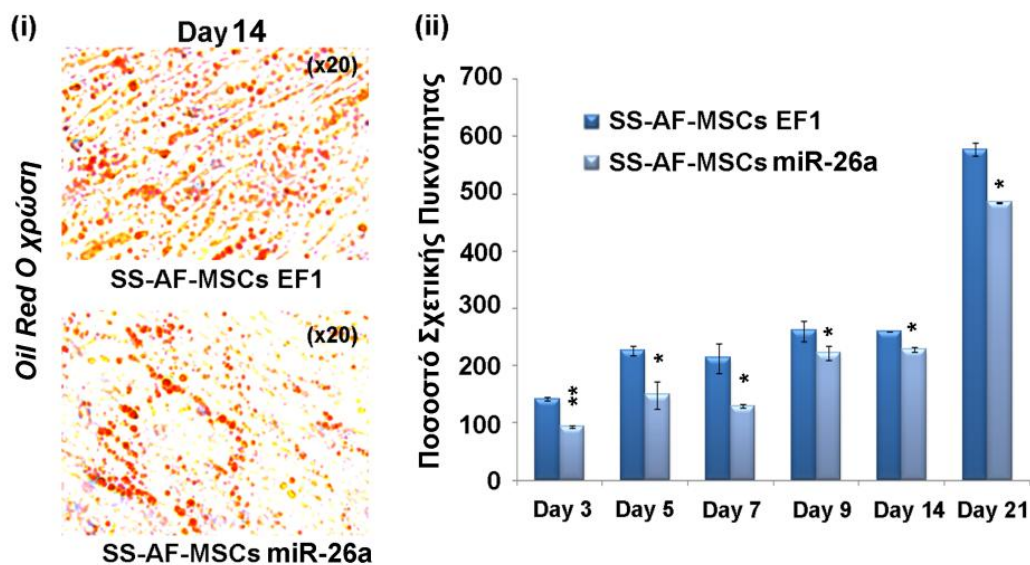 (i)
Day 14
(x20)
Oil Red O χρώση
SS-AF-MSCs EF1
(x20)
SS-AF-MSCs miR-26a
(ii)
Ποσοστό Σχετικής Πυκνότητας
700
600
500
400
300
200
100
0
SS-AF-MSCs EF1
SS-AF-MSCs miR-26a
**
*
*
*
*
*
Day 3
Day 5
Day 7
Day 9
Day 14
Day 21